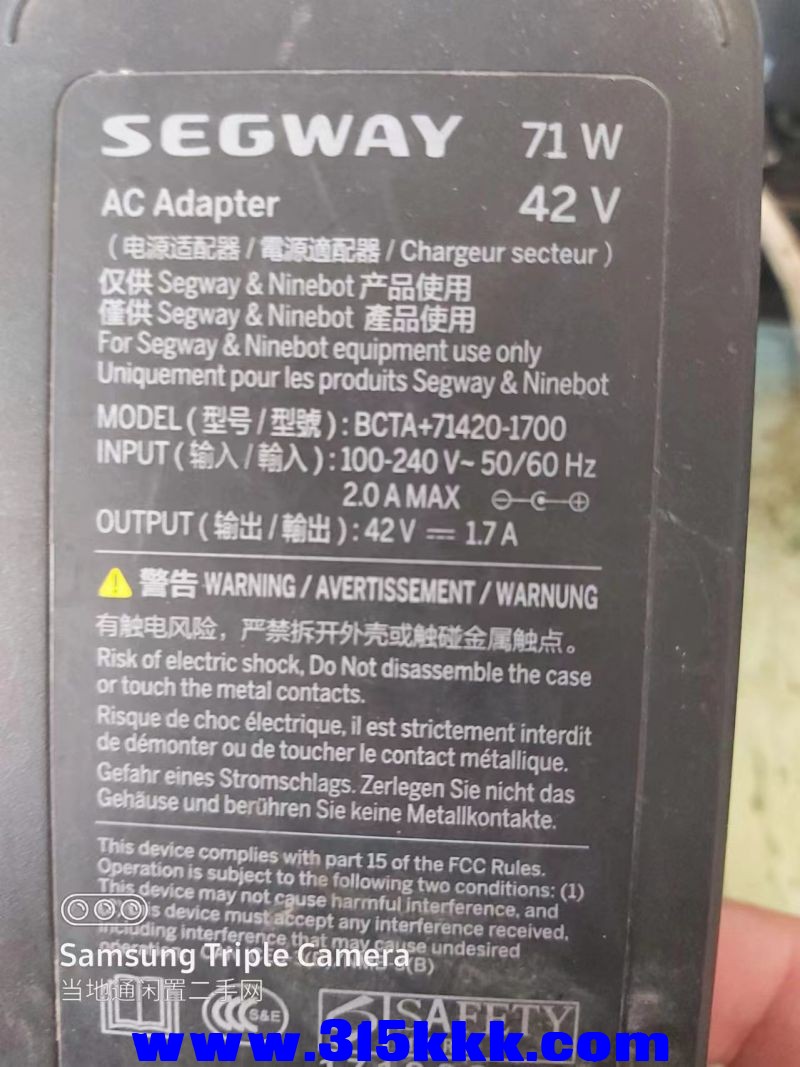 SEGWAY 71 W
AC Adapter 42 V
(电源适配器 / 電源適配器 / Chargeur secteur)
仅供 Segway & Ninebot 产品使用
僅供 Segway & Ninebot 產品使用
For Segway & Ninebot equipment use only
Uniquement pour les produits Segway & Ninebot
MODEL (型号 / 型號): BCTA+71420-1700
INPUT (输入 / 輸入): 100-240 V~ 50/60 Hz
2.0 A MAX
OUTPUT (输出 / 輸出): 42 V ⎓ 1.7 A
警告 WARNING / AVERTISSEMENT / WARNUNG
有触电风险，严禁拆开外壳或触碰金属触点。
Risk of electric shock, Do Not disassemble the case
or touch the metal contacts.
Risque de choc électrique, il est strictement interdit
de démonter ou de toucher le contact métallique.
Gefahr eines Stromschlags. Zerlegen Sie nicht das
Gehäuse und berühren Sie keine Metallkontakte.
This device complies with part 15 of the FCC Rules.
Operation is subject to the following two conditions: (1)
This device may not cause harmful interference, and
this device must accept any interference received,
including interference that may cause undesired
(B)
Samsung Triple Camera
当地通闲置二手网
S&E
SAFETY
www.315kkk.com